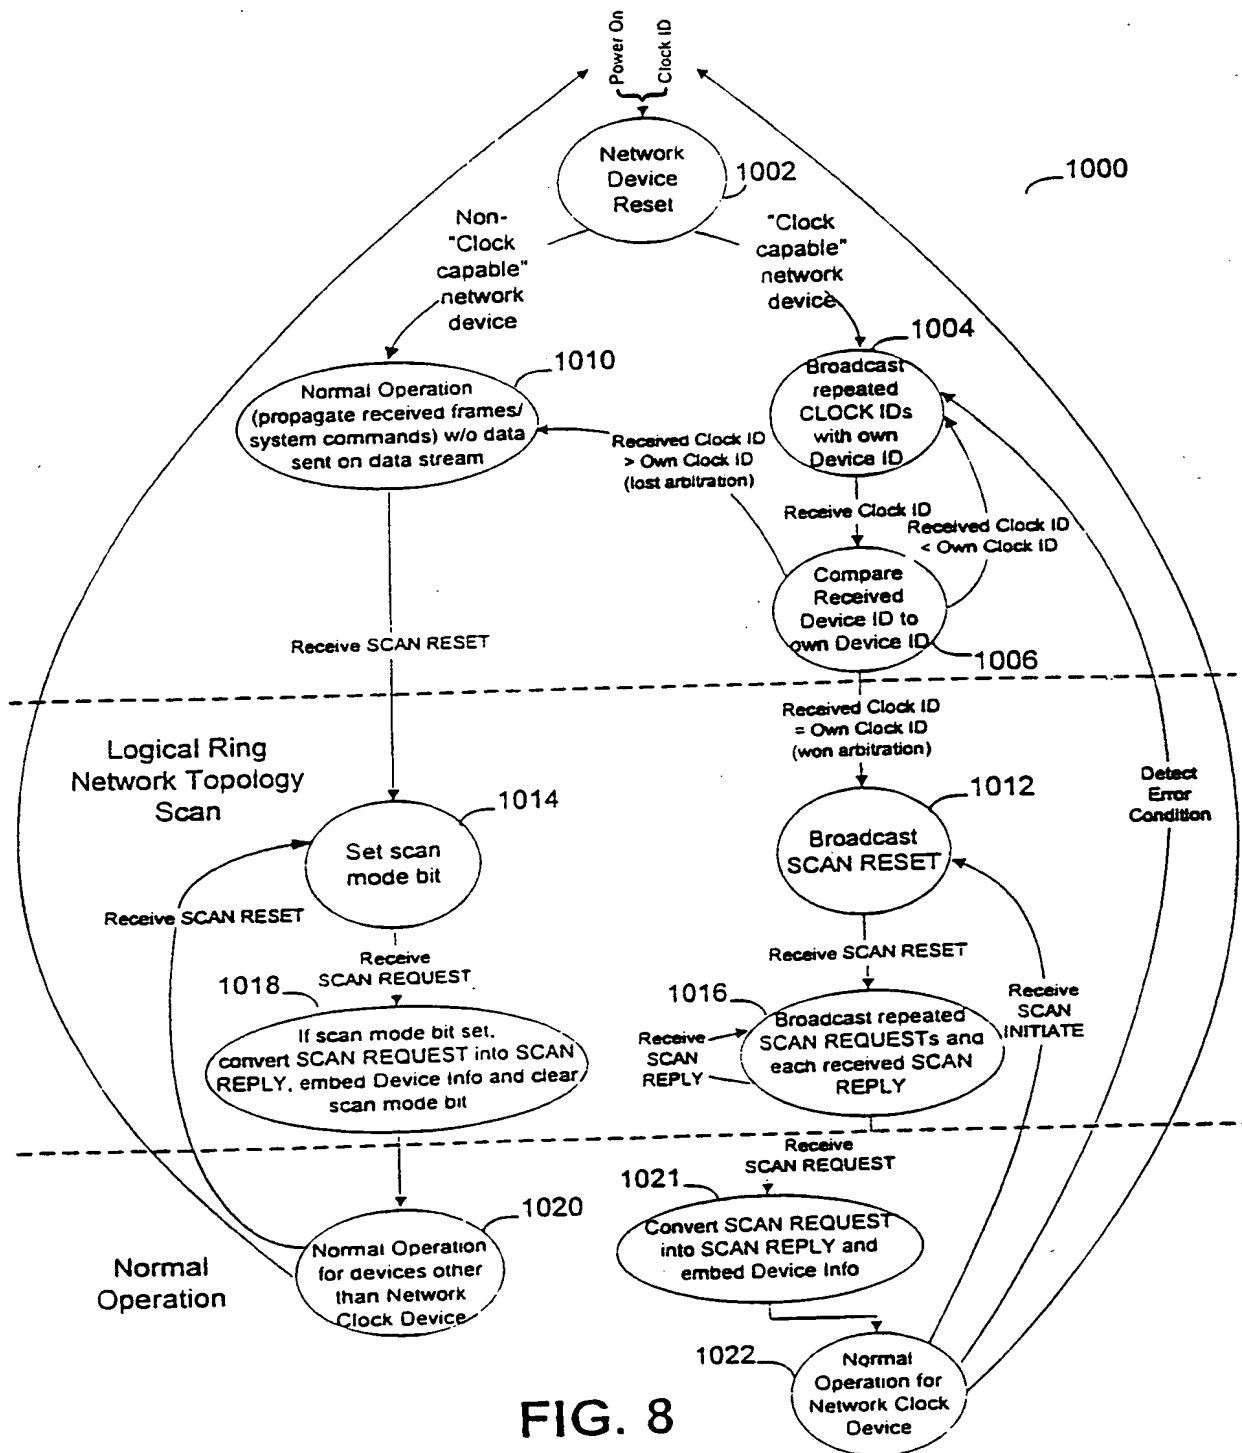 Power On
Clock ID
Network
Device
Reset
1002
1000
Non-
"Clock
capable"
network
device
"Clock
capable"
network
device
1004
Broadcast
repeated
CLOCK IDs
with own
Device ID
1010
Normal Operation
(propagate received frames/
system commands) w/o data
sent on data stream
Received Clock ID
> Own Clock ID
(lost arbitration)
Receive Clock ID
Received Clock ID
< Own Clock ID
Compare
Received
Device ID to
own Device ID
1006
Receive SCAN RESET
Received Clock ID
= Own Clock ID
(won arbitration)
Logical Ring
Network Topology
Scan
Detect
Error
Condition
1014
Set scan
mode bit
1012
Broadcast
SCAN RESET
Receive SCAN RESET
Receive
SCAN REQUEST
Receive SCAN RESET
1018
If scan mode bit set,
convert SCAN REQUEST into SCAN
REPLY, embed Device Info and clear
scan mode bit
1016
Broadcast repeated
SCAN REQUESTs and
each received SCAN
REPLY
Receive
SCAN
REPLY
Receive
SCAN
INITIATE
Receive
SCAN REQUEST
1021
Convert SCAN REQUEST
into SCAN REPLY and
embed Device Info
1020
Normal Operation
for devices other
than Network
Clock Device
Normal
Operation
1022
Normal
Operation for
Network Clock
Device
FIG. 8